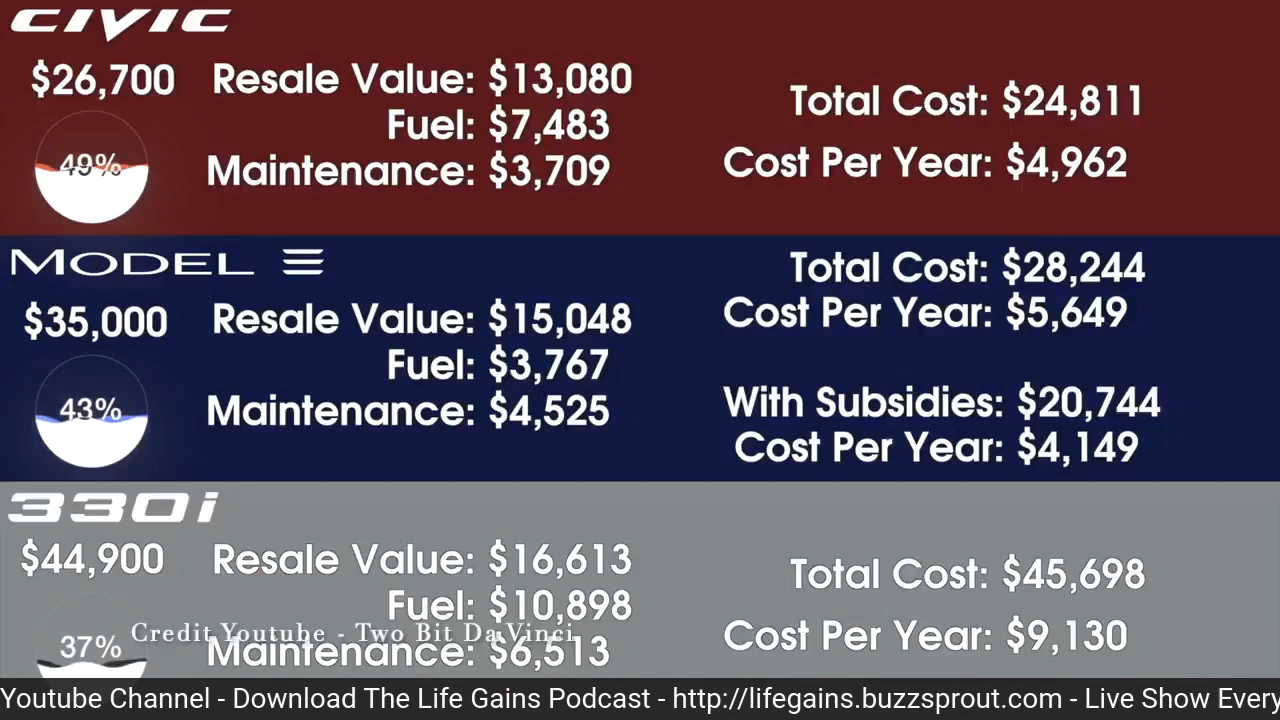 CIVIC
$26,700
Resale Value: $13,080
Fuel: $7,483
Maintenance: $3,709
49%
Total Cost: $24,811
Cost Per Year: $4,962
MODEL 3
$35,000
Resale Value: $15,048
Fuel: $3,767
Maintenance: $4,525
43%
Total Cost: $28,244
Cost Per Year: $5,649
With Subsidies: $20,744
Cost Per Year: $4,149
330i
$44,900
Resale Value: $16,613
Fuel: $10,898
Maintenance: $6,513
37%
Total Cost: $45,698
Cost Per Year: $9,130
Credit Youtube - Two Bit Da Vinci
Youtube Channel - Download The Life Gains Podcast - http://lifegains.buzzsprout.com - Live Show Every